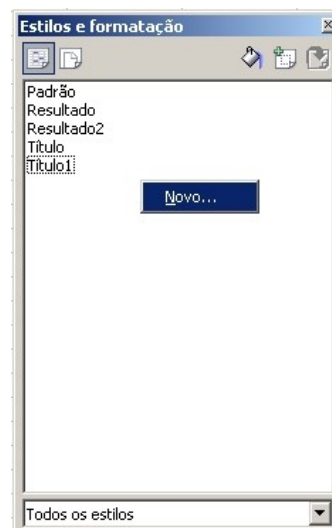 Estilos e formatação
Padrão
Resultado
Resultado2
Título
Título1
Novo...
Todos os estilos